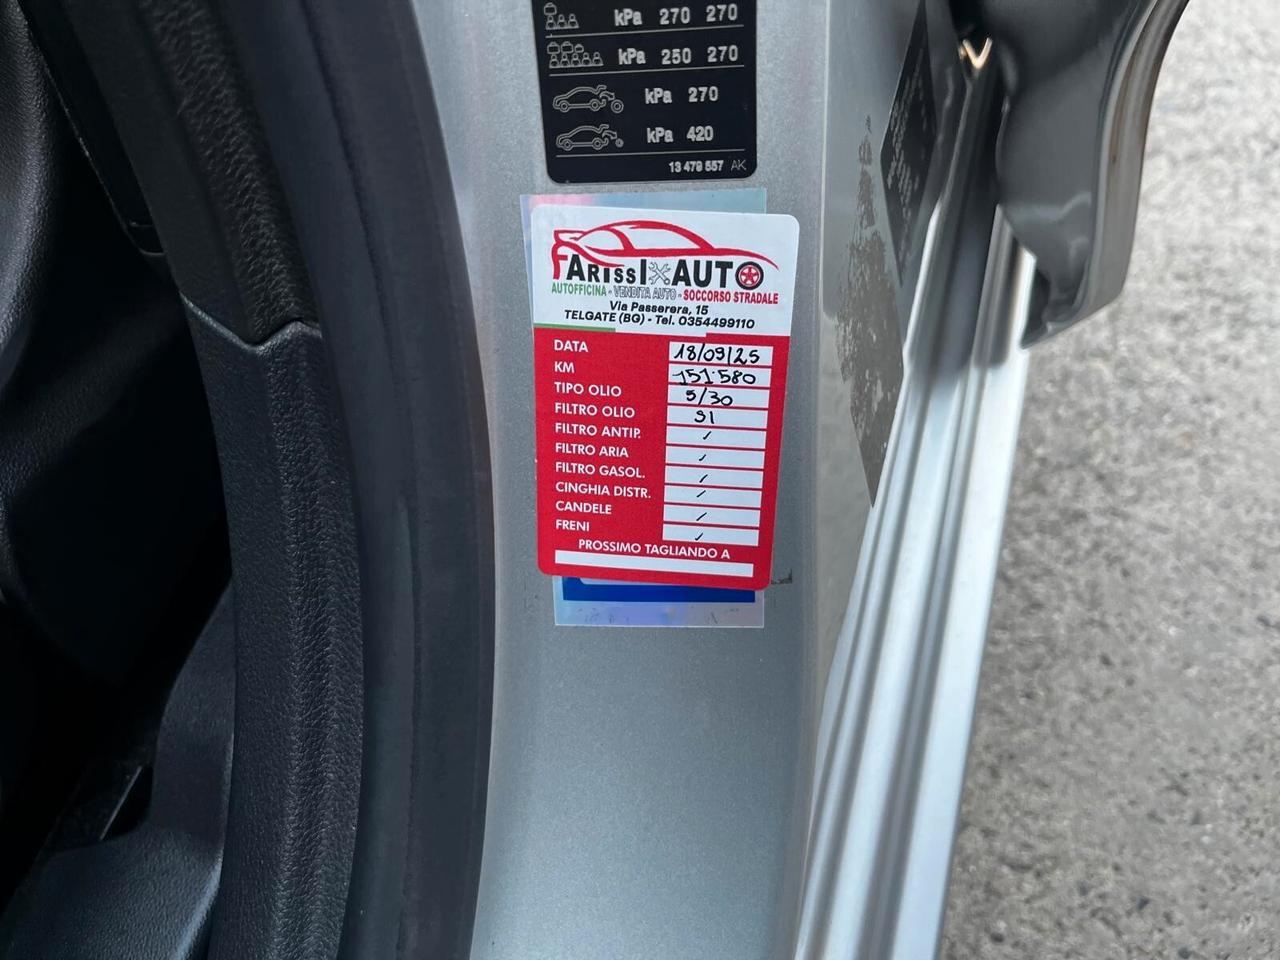 kPa 270 270
kPa 250 270
kPa 270
kPa 420
13 479 557 AK
ARISSI AUTO
AUTOFFICINA - VENDITA AUTO - SOCCORSO STRADALE
Via Passerera, 15
TELGATE (BG) - Tel. 0354499110
DATA 18/09/25
KM 151.580
TIPO OLIO 5/30
FILTRO OLIO SI
FILTRO ANTIP. /
FILTRO ARIA /
FILTRO GASOL. /
CINGHIA DISTR. /
CANDELE /
FRENI /
PROSSIMO TAGLIANDO A